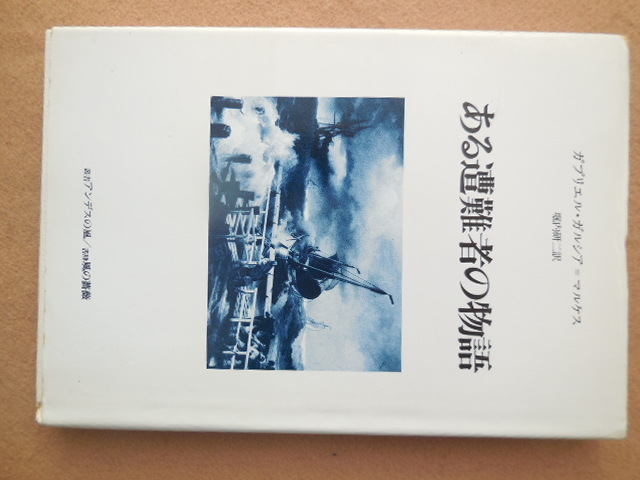 ガブリエル・ガルシア=マルケス
堀内研二訳
ある遭難者の物語
叢書アンデスの風/書肆風の薔薇